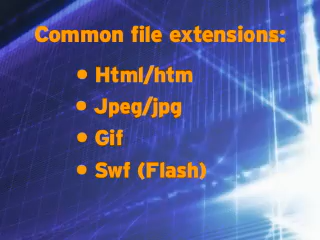 Common file extensions:
• Html/htm
• Jpeg/jpg
• Gif
• Swf (Flash)